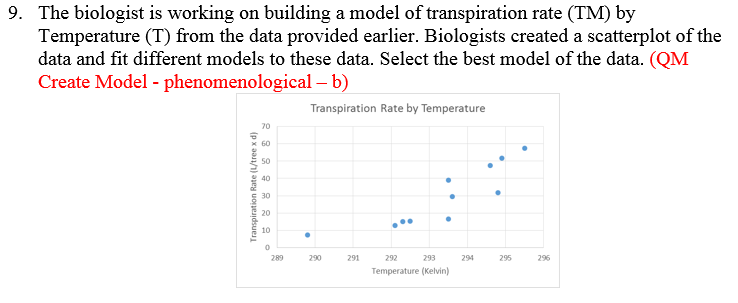 9. The biologist is working on building a model of transpiration rate (TM) by
Temperature (T) from the data provided earlier. Biologists created a scatterplot of the
data and fit different models to these data. Select the best model of the data. (QM
Create Model - phenomenological – b)
Transpiration Rate by Temperature
Transpiration Rate (L/tree x d)
70
60
50
40
30
20
10
0
289 290 291 292 293 294 295 296
Temperature (Kelvin)